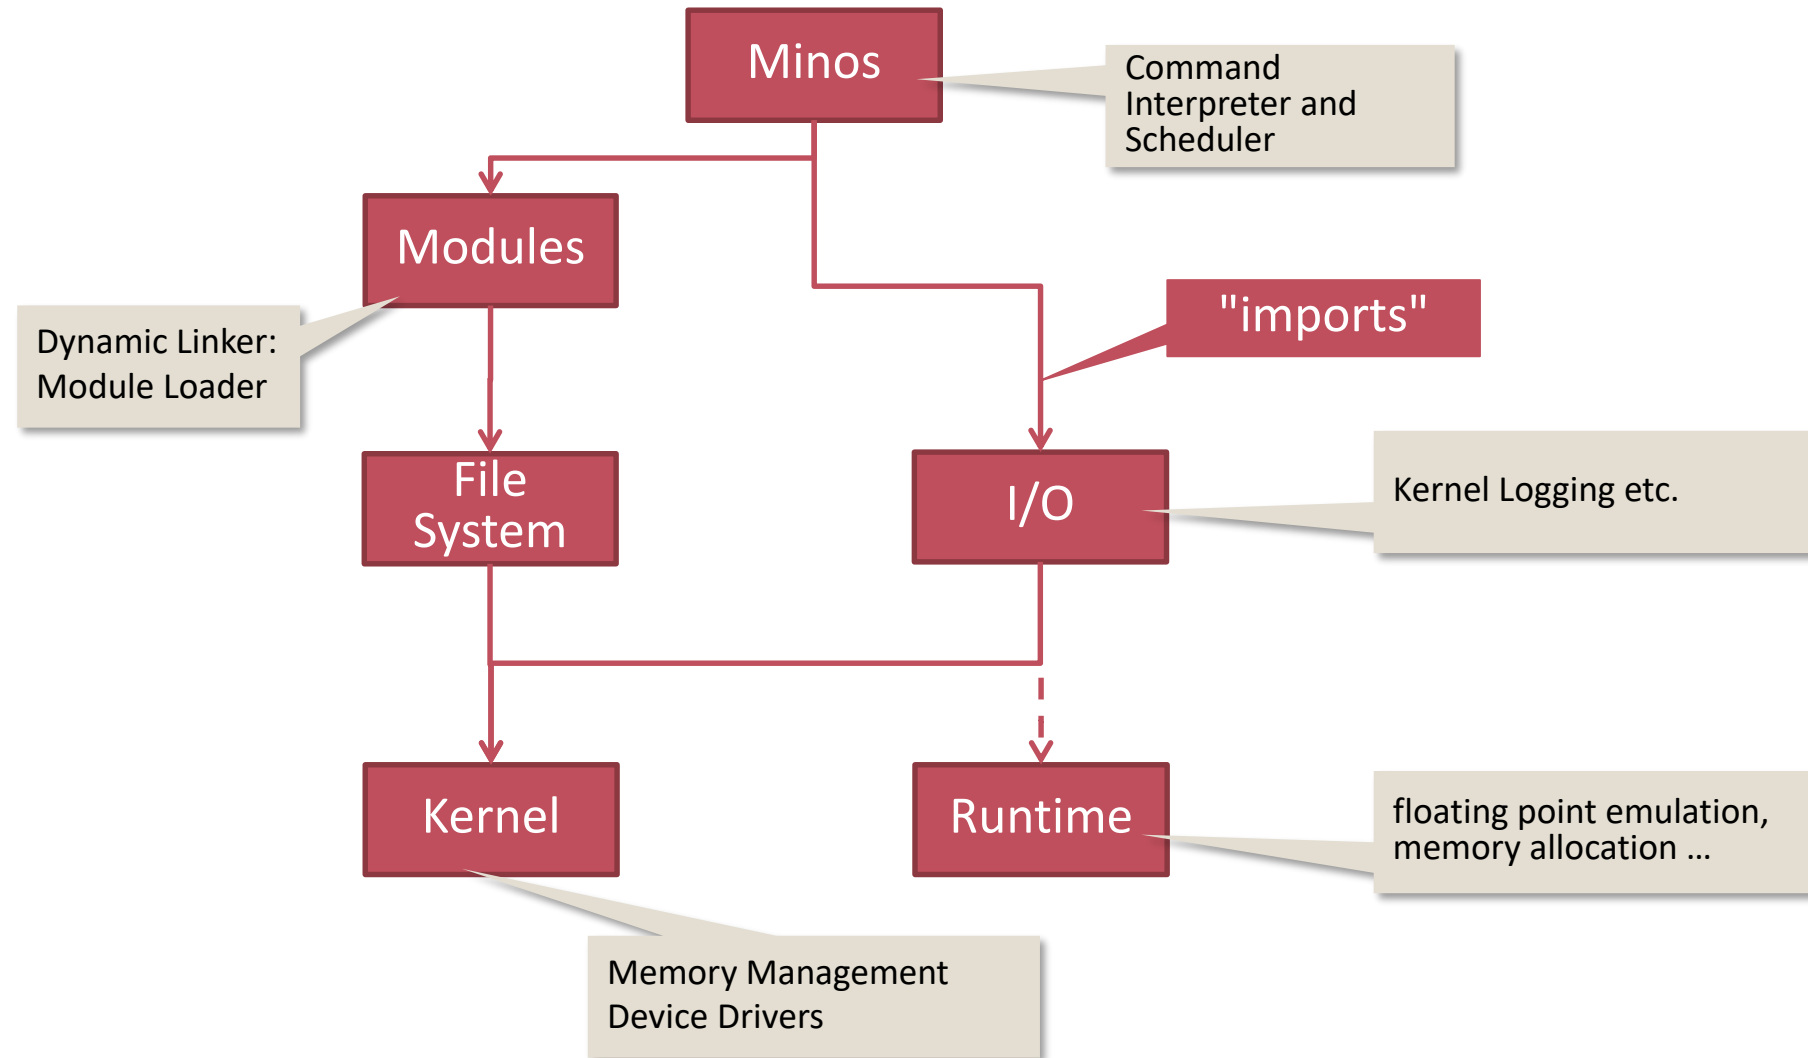 Minos
Command
Interpreter and
Scheduler
Modules
"imports"
Dynamic Linker:
Module Loader
File
System
I/O
Kernel Logging etc.
Kernel
Runtime
floating point emulation,
memory allocation ...
Memory Management
Device Drivers